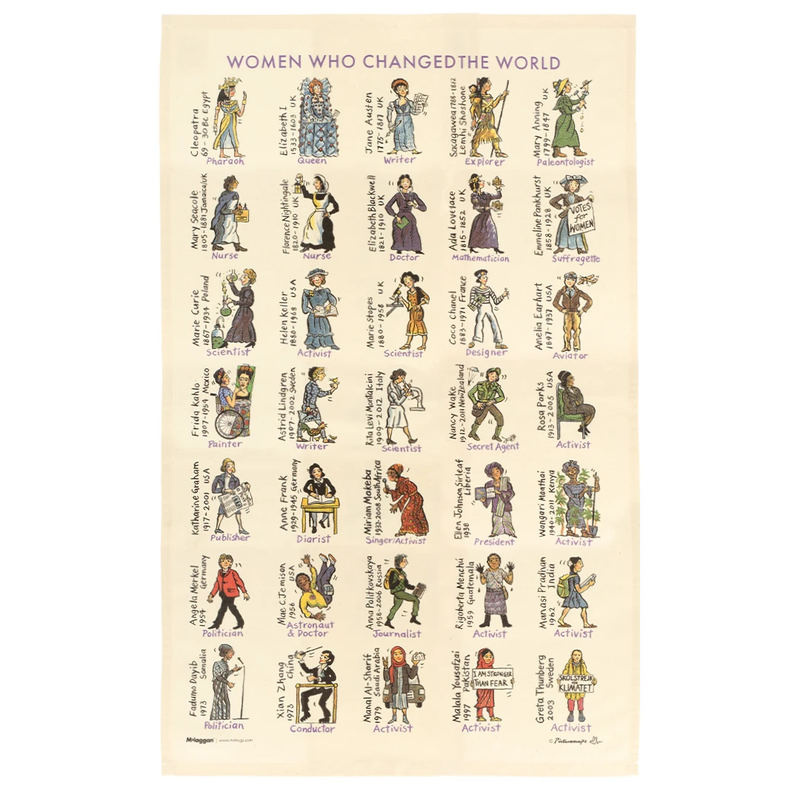 WOMEN WHO CHANGED THE WORLD
Cleopatra
69 - 30 BC Egypt
Pharaoh
Elizabeth I
1533-1603 UK
Queen
Jane Austen
1775-1817 UK
Writer
Sacagawea 1788-1812
Lemhi Shoshone
Explorer
Mary Anning
1799-1847 UK
Paleontologist
Mary Seacole
1805-1881 Jamaica/UK
Nurse
Florence Nightingale
1820-1910 UK
Nurse
Elizabeth Blackwell
1821-1910 UK
Doctor
Ada Lovelace
1815-1852 UK
Mathematician
Emmeline Pankhurst
1858-1928 UK
VOTES
for
WOMEN
Suffragette
Marie Curie
1867-1934 Poland
Scientist
Helen Keller
1880-1968 USA
Activist
Marie Stopes
1880-1958 UK
Scientist
Coco Chanel
1883-1971 France
Designer
Amelia Earhart
1897-1937 USA
Aviator
Frida Kahlo
1907-1954 Mexico
Painter
Astrid Lindgren
1907-2002 Sweden
Writer
Rita Levi Montalcini
1909-2012 Italy
Scientist
Nancy Wake
1912-2011 New Zealand
Secret Agent
Rosa Parks
1913-2005 USA
Activist
Katharine Graham
1917-2001 USA
Publisher
Anne Frank
1929-1945 Germany
Diarist
Miriam Makeba
1932-2008 South Africa
Singer/Activist
Ellen Johnson Sirleaf
1938 Liberia
President
Wangari Maathai
1940-2011 Kenya
Activist
Angela Merkel
1954 Germany
Politician
Mae C. Jemison
1956 USA
Astronaut
& Doctor
Anna Politkovskaya
1958-2006 Russia
Journalist
Rigoberta Menchú
1959 Guatemala
Activist
Manasi Pradhan
1962 India
Activist
Fadumo Dayib
1973 Somalia
Politician
Xian Zhang
1973 China
Conductor
Manal Al-Sharif
1979 Saudi Arabia
Activist
Malala Yousafzai
1997 Pakistan
I AM STRONGER
THAN FEAR
Activist
Greta Thunberg
2003 Sweden
SKOLSTREJK
KLIMATET
Activist
McLaggan | www.mclaggan.com
© Picturemaps